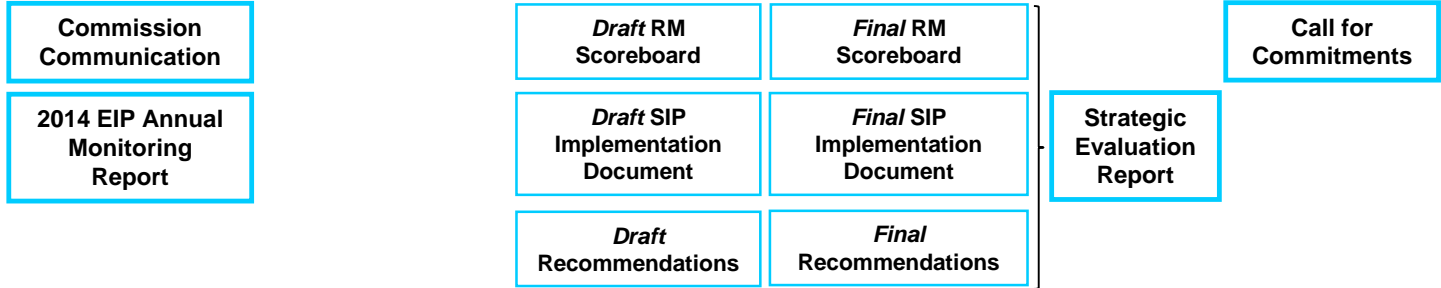 Commission
Communication
2014 EIP Annual
Monitoring
Report
Draft RM
Scoreboard
Final RM
Scoreboard
Draft SIP
Implementation
Document
Final SIP
Implementation
Document
Draft
Recommendations
Final
Recommendations
Strategic
Evaluation
Report
Call for
Commitments